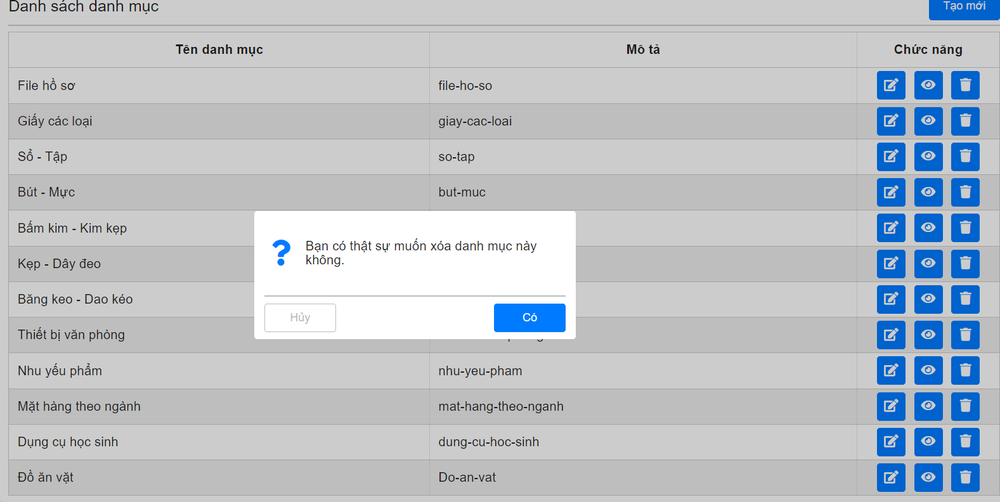 Danh sách danh mục
Tạo mới
Tên danh mục Mô tả Chức năng
File hồ sơ file-ho-so
Giấy các loại giay-cac-loai
Sổ - Tập so-tap
Bút - Mực but-muc
Bấm kim - Kim kẹp
Kẹp - Dây đeo
Băng keo - Dao kéo
Thiết bị văn phòng
Nhu yếu phẩm nhu-yeu-pham
Mặt hàng theo ngành mat-hang-theo-nganh
Dụng cụ học sinh dung-cu-hoc-sinh
Đồ ăn vặt Do-an-vat
Bạn có thật sự muốn xóa danh mục này
không.
Hủy Có